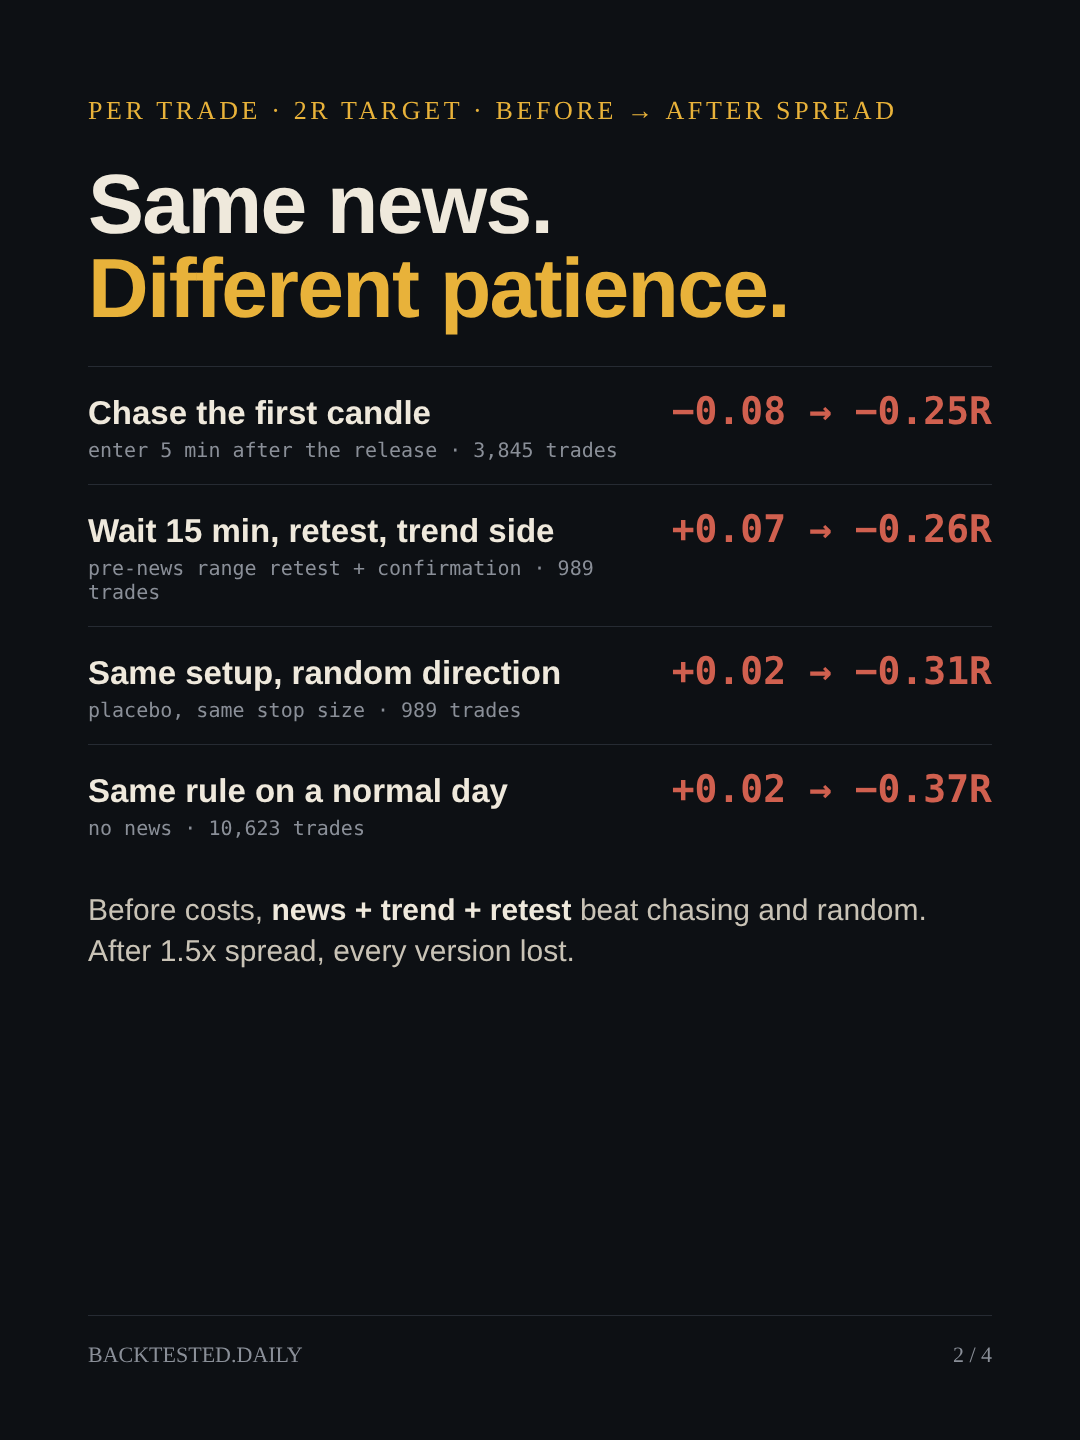 PER TRADE · 2R TARGET · BEFORE → AFTER SPREAD
Same news.
Different patience.
Chase the first candle −0.08 → −0.25R
enter 5 min after the release · 3,845 trades
Wait 15 min, retest, trend side +0.07 → −0.26R
pre-news range retest + confirmation · 989
trades
Same setup, random direction +0.02 → −0.31R
placebo, same stop size · 989 trades
Same rule on a normal day +0.02 → −0.37R
no news · 10,623 trades
Before costs, news + trend + retest beat chasing and random.
After 1.5x spread, every version lost.
BACKTESTED.DAILY 2 / 4